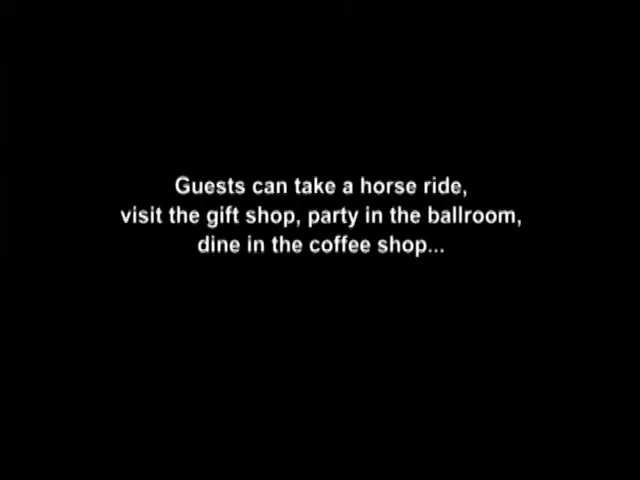 Guests can take a horse ride,
visit the gift shop, party in the ballroom,
dine in the coffee shop...